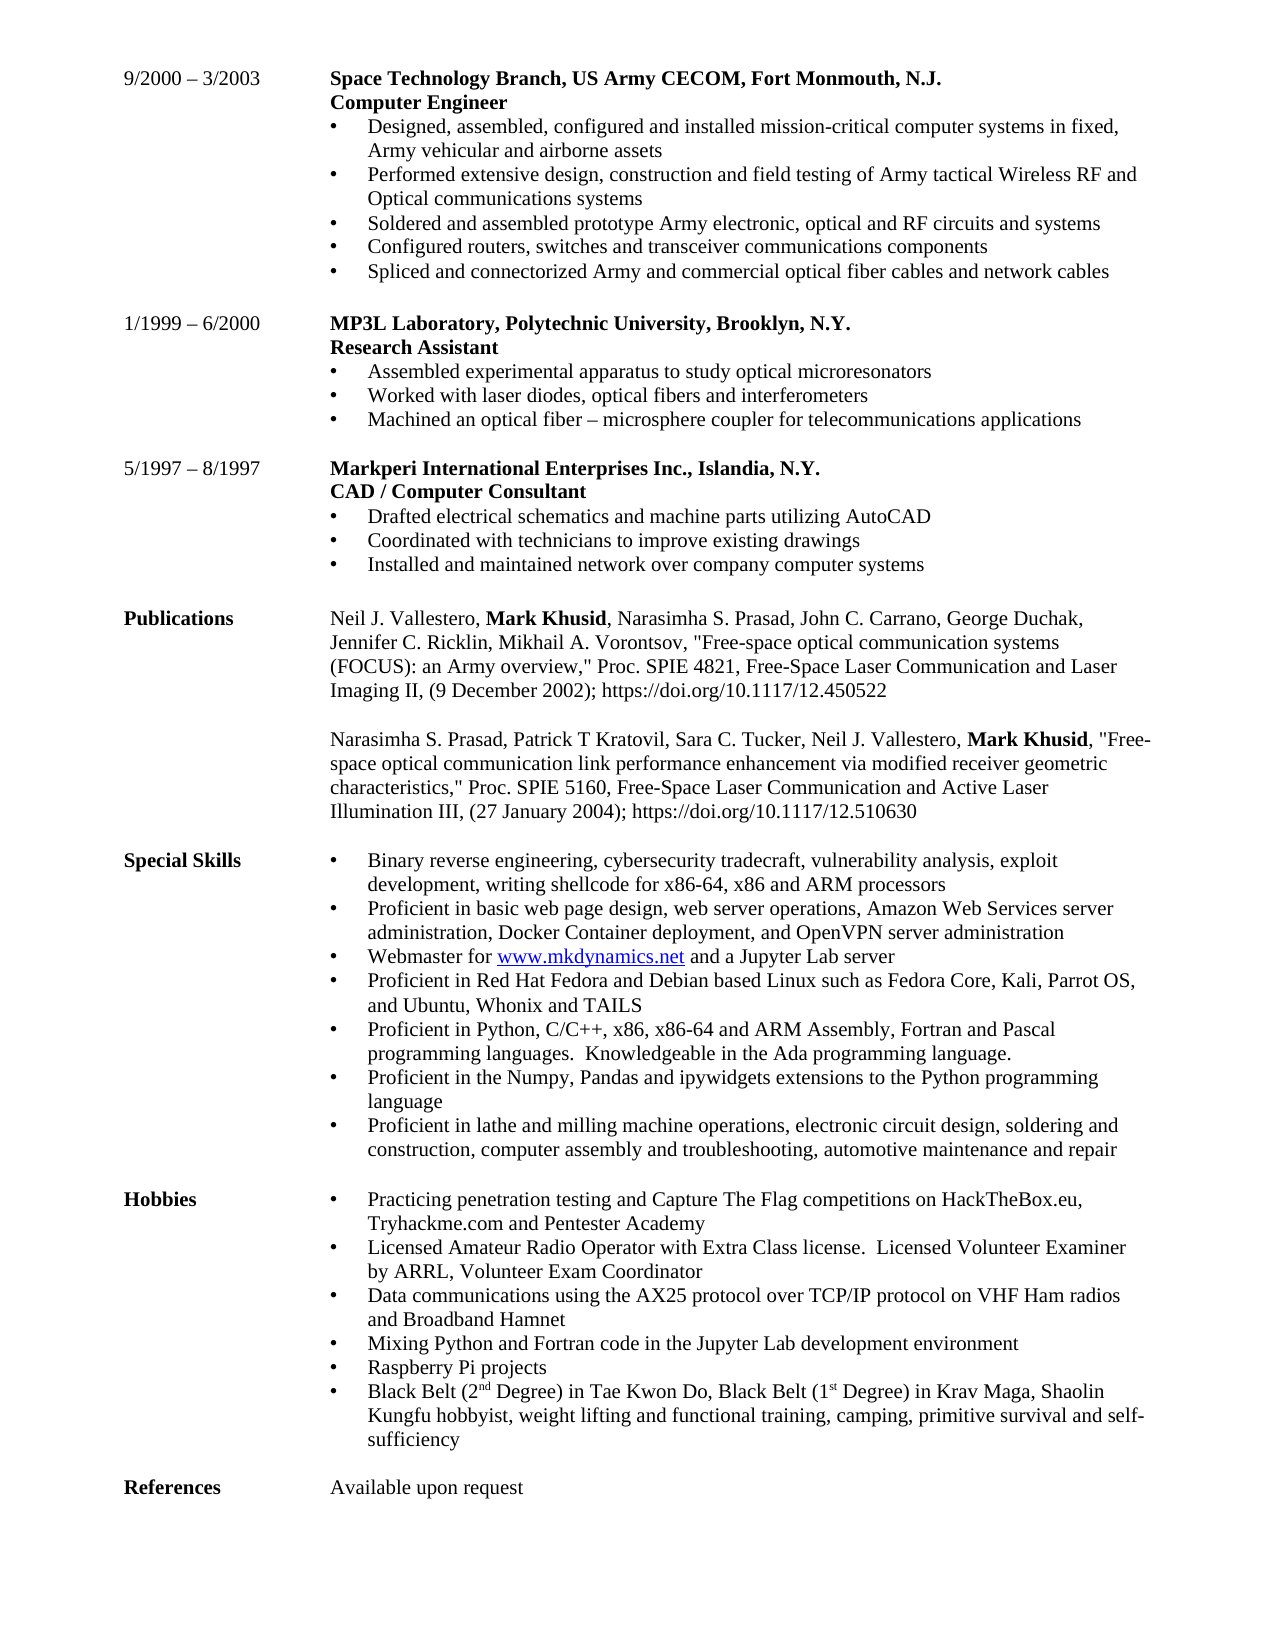 9/2000 – 3/2003 Space Technology Branch, US Army CECOM, Fort Monmouth, N.J.
Computer Engineer
• Designed, assembled, configured and installed mission-critical computer systems in fixed,
Army vehicular and airborne assets
• Performed extensive design, construction and field testing of Army tactical Wireless RF and
Optical communications systems
• Soldered and assembled prototype Army electronic, optical and RF circuits and systems
• Configured routers, switches and transceiver communications components
• Spliced and connectorized Army and commercial optical fiber cables and network cables
1/1999 – 6/2000 MP3L Laboratory, Polytechnic University, Brooklyn, N.Y.
Research Assistant
• Assembled experimental apparatus to study optical microresonators
• Worked with laser diodes, optical fibers and interferometers
• Machined an optical fiber – microsphere coupler for telecommunications applications
5/1997 – 8/1997 Markperi International Enterprises Inc., Islandia, N.Y.
CAD / Computer Consultant
• Drafted electrical schematics and machine parts utilizing AutoCAD
• Coordinated with technicians to improve existing drawings
• Installed and maintained network over company computer systems
Publications Neil J. Vallestero, Mark Khusid, Narasimha S. Prasad, John C. Carrano, George Duchak,
Jennifer C. Ricklin, Mikhail A. Vorontsov, "Free-space optical communication systems
(FOCUS): an Army overview," Proc. SPIE 4821, Free-Space Laser Communication and Laser
Imaging II, (9 December 2002); https://doi.org/10.1117/12.450522
Narasimha S. Prasad, Patrick T Kratovil, Sara C. Tucker, Neil J. Vallestero, Mark Khusid, "Free-
space optical communication link performance enhancement via modified receiver geometric
characteristics," Proc. SPIE 5160, Free-Space Laser Communication and Active Laser
Illumination III, (27 January 2004); https://doi.org/10.1117/12.510630
Special Skills • Binary reverse engineering, cybersecurity tradecraft, vulnerability analysis, exploit
development, writing shellcode for x86-64, x86 and ARM processors
• Proficient in basic web page design, web server operations, Amazon Web Services server
administration, Docker Container deployment, and OpenVPN server administration
• Webmaster for www.mkdynamics.net and a Jupyter Lab server
• Proficient in Red Hat Fedora and Debian based Linux such as Fedora Core, Kali, Parrot OS,
and Ubuntu, Whonix and TAILS
• Proficient in Python, C/C++, x86, x86-64 and ARM Assembly, Fortran and Pascal
programming languages.  Knowledgeable in the Ada programming language.
• Proficient in the Numpy, Pandas and ipywidgets extensions to the Python programming
language
• Proficient in lathe and milling machine operations, electronic circuit design, soldering and
construction, computer assembly and troubleshooting, automotive maintenance and repair
Hobbies • Practicing penetration testing and Capture The Flag competitions on HackTheBox.eu,
Tryhackme.com and Pentester Academy
• Licensed Amateur Radio Operator with Extra Class license.  Licensed Volunteer Examiner
by ARRL, Volunteer Exam Coordinator
• Data communications using the AX25 protocol over TCP/IP protocol on VHF Ham radios
and Broadband Hamnet
• Mixing Python and Fortran code in the Jupyter Lab development environment
• Raspberry Pi projects
• Black Belt (2nd Degree) in Tae Kwon Do, Black Belt (1st Degree) in Krav Maga, Shaolin
Kungfu hobbyist, weight lifting and functional training, camping, primitive survival and self-
sufficiency
References Available upon request